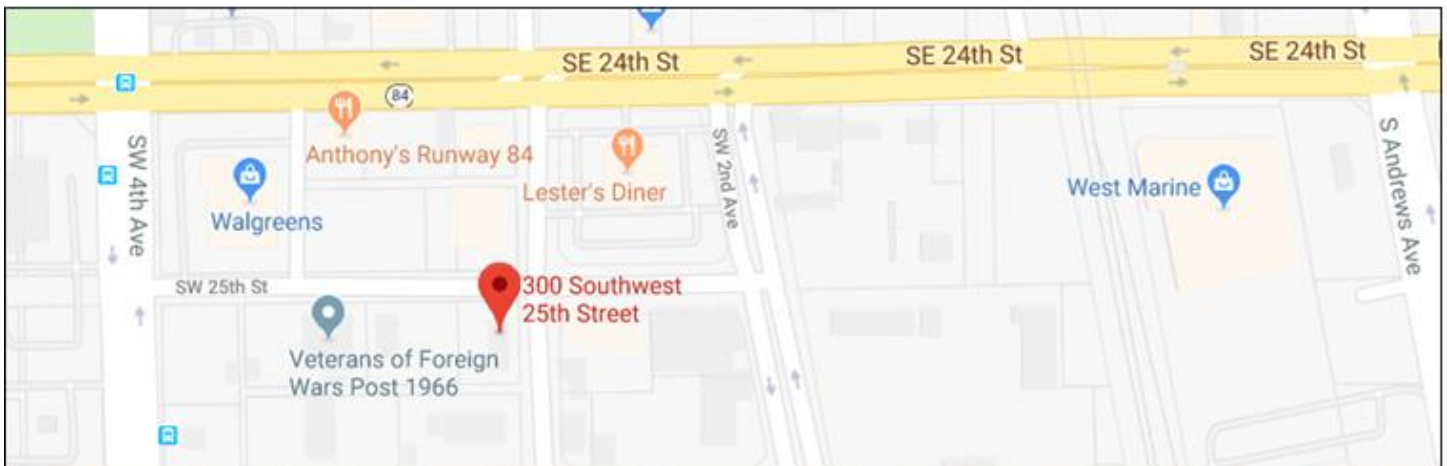 SE 24th St
SE 24th St
SE 24th St
84
Anthony's Runway 84
Lester's Diner
SW 4th Ave
SW 2nd Ave
S Andrews Ave
Walgreens
West Marine
SW 25th St
300 Southwest
25th Street
Veterans of Foreign
Wars Post 1966